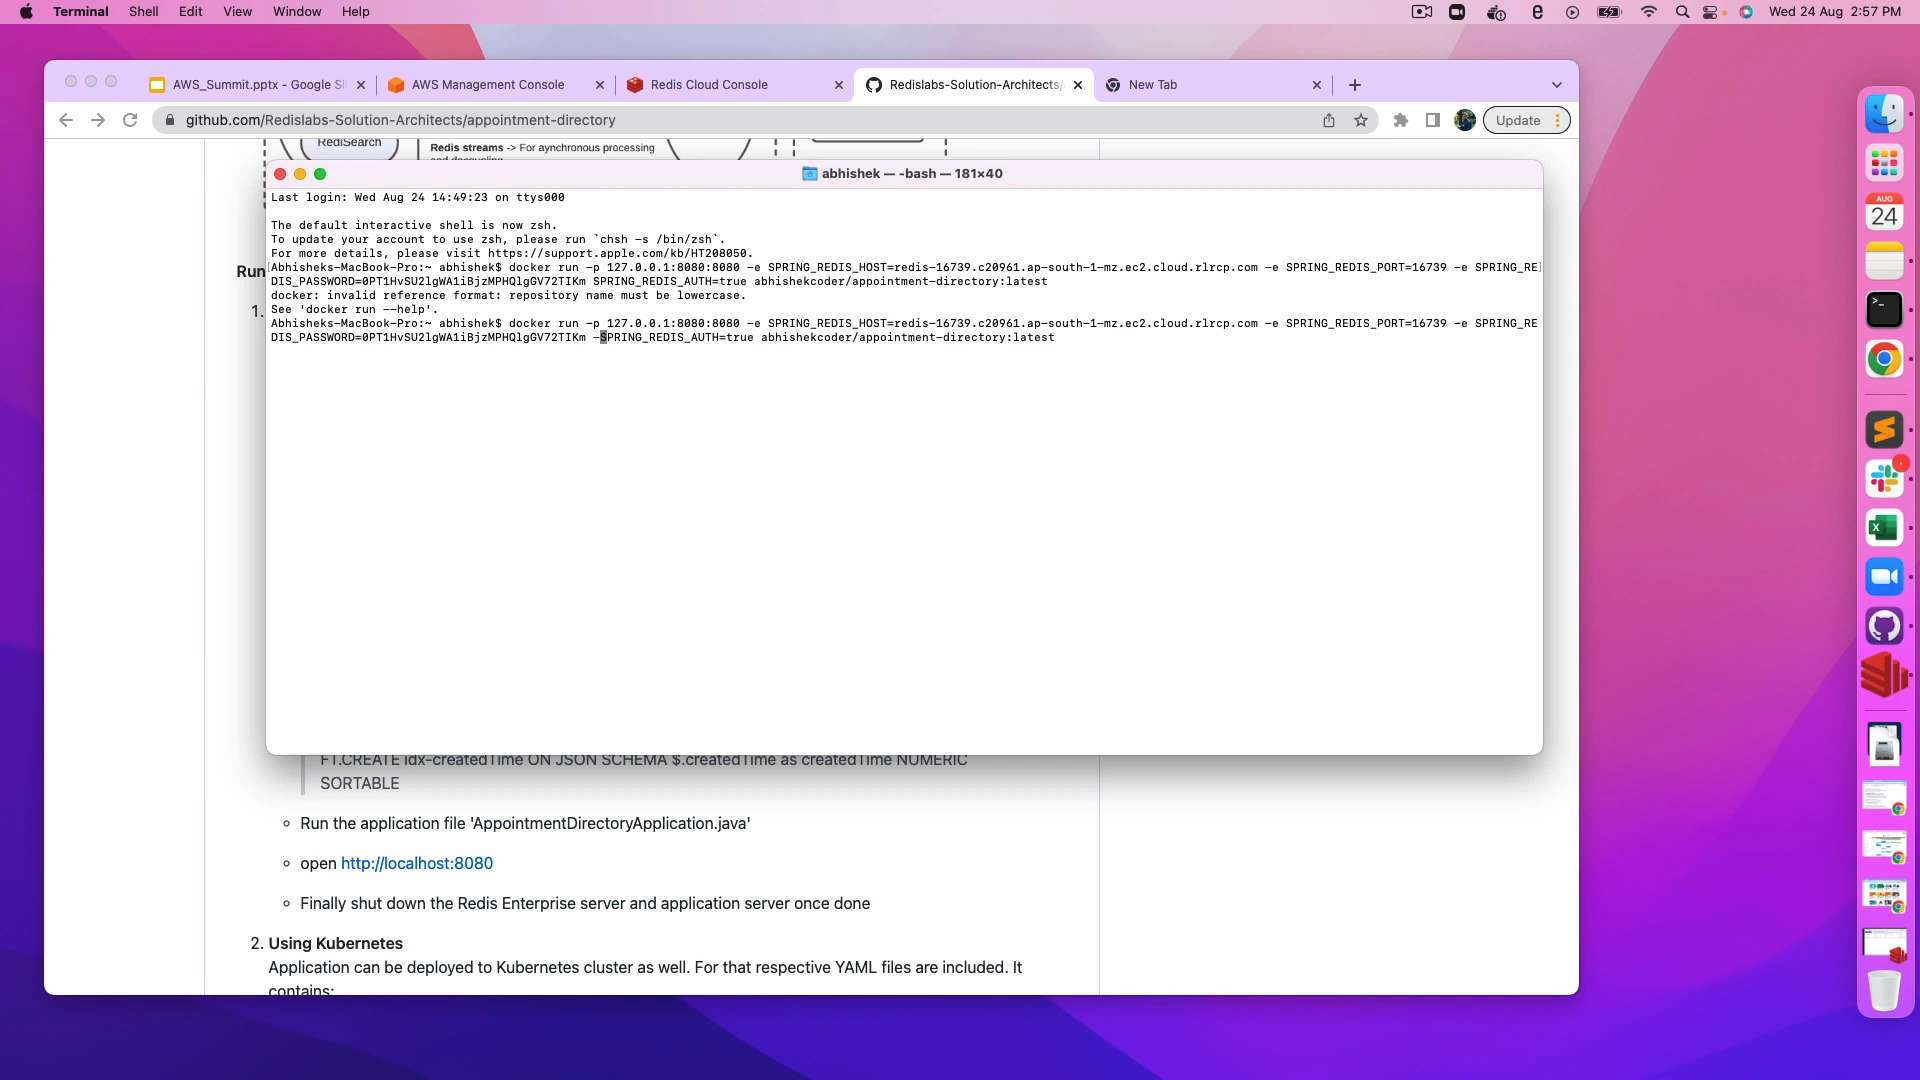 Terminal Shell Edit View Window Help
Wed 24 Aug 2:57 PM
AWS_Summit.pptx - Google Sl
AWS Management Console
Redis Cloud Console
Redislabs-Solution-Architects/
New Tab
github.com/Redislabs-Solution-Architects/appointment-directory
Update
RediSearch
Redis streams -> For aynchronous processing
and decoupling
abhishek — -bash — 181×40
Last login: Wed Aug 24 14:49:23 on ttys000
The default interactive shell is now zsh.
To update your account to use zsh, please run `chsh -s /bin/zsh`.
For more details, please visit https://support.apple.com/kb/HT208050.
[Abhisheks-MacBook-Pro:~ abhishek$ docker run -p 127.0.0.1:8080:8080 -e SPRING_REDIS_HOST=redis-16739.c20961.ap-south-1-mz.ec2.cloud.rlrcp.com -e SPRING_REDIS_PORT=16739 -e SPRING_RE]
DIS_PASSWORD=0PT1HvSU2lgWA1iBjzMPHQlgGV72TIKm SPRING_REDIS_AUTH=true abhishekcoder/appointment-directory:latest
docker: invalid reference format: repository name must be lowercase.
See 'docker run --help'.
Abhisheks-MacBook-Pro:~ abhishek$ docker run -p 127.0.0.1:8080:8080 -e SPRING_REDIS_HOST=redis-16739.c20961.ap-south-1-mz.ec2.cloud.rlrcp.com -e SPRING_REDIS_PORT=16739 -e SPRING_RE
DIS_PASSWORD=0PT1HvSU2lgWA1iBjzMPHQlgGV72TIKm -SPRING_REDIS_AUTH=true abhishekcoder/appointment-directory:latest
Run
1.
FT.CREATE idx-createdTime ON JSON SCHEMA $.createdTime as createdTime NUMERIC
SORTABLE
Run the application file 'AppointmentDirectoryApplication.java'
open http://localhost:8080
Finally shut down the Redis Enterprise server and application server once done
2. Using Kubernetes
Application can be deployed to Kubernetes cluster as well. For that respective YAML files are included. It
contains:
AUG
24